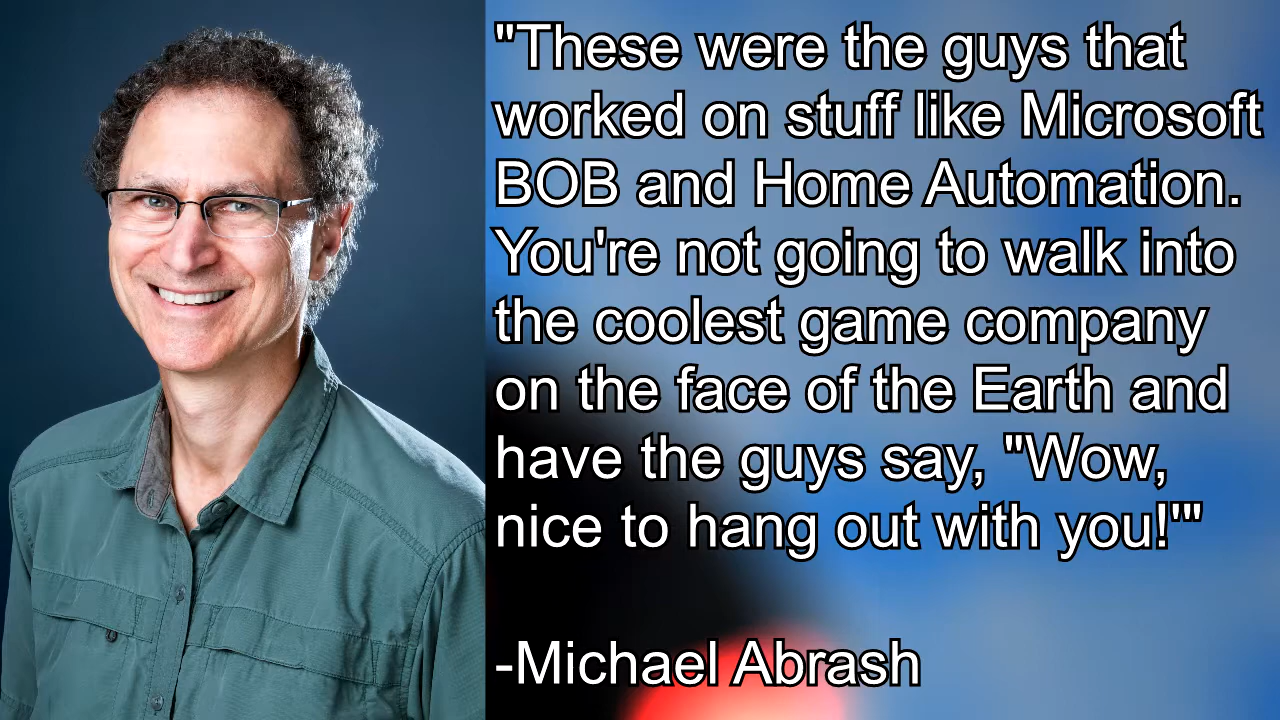 "These were the guys that
worked on stuff like Microsoft
BOB and Home Automation.
You're not going to walk into
the coolest game company
on the face of the Earth and
have the guys say, "Wow,
nice to hang out with you!'"
-Michael Abrash